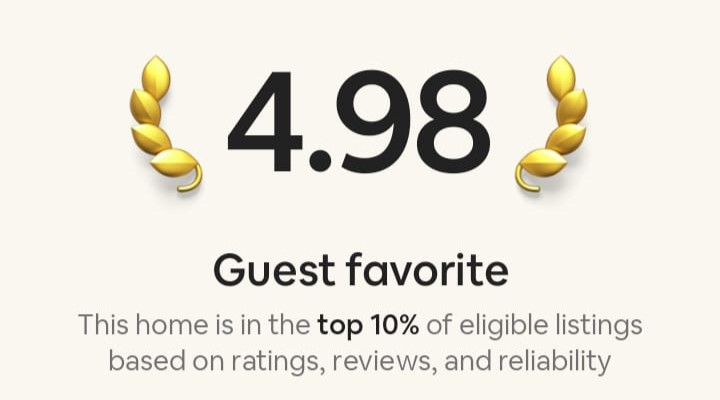 4.98
Guest favorite
This home is in the top 10% of eligible listings
based on ratings, reviews, and reliability